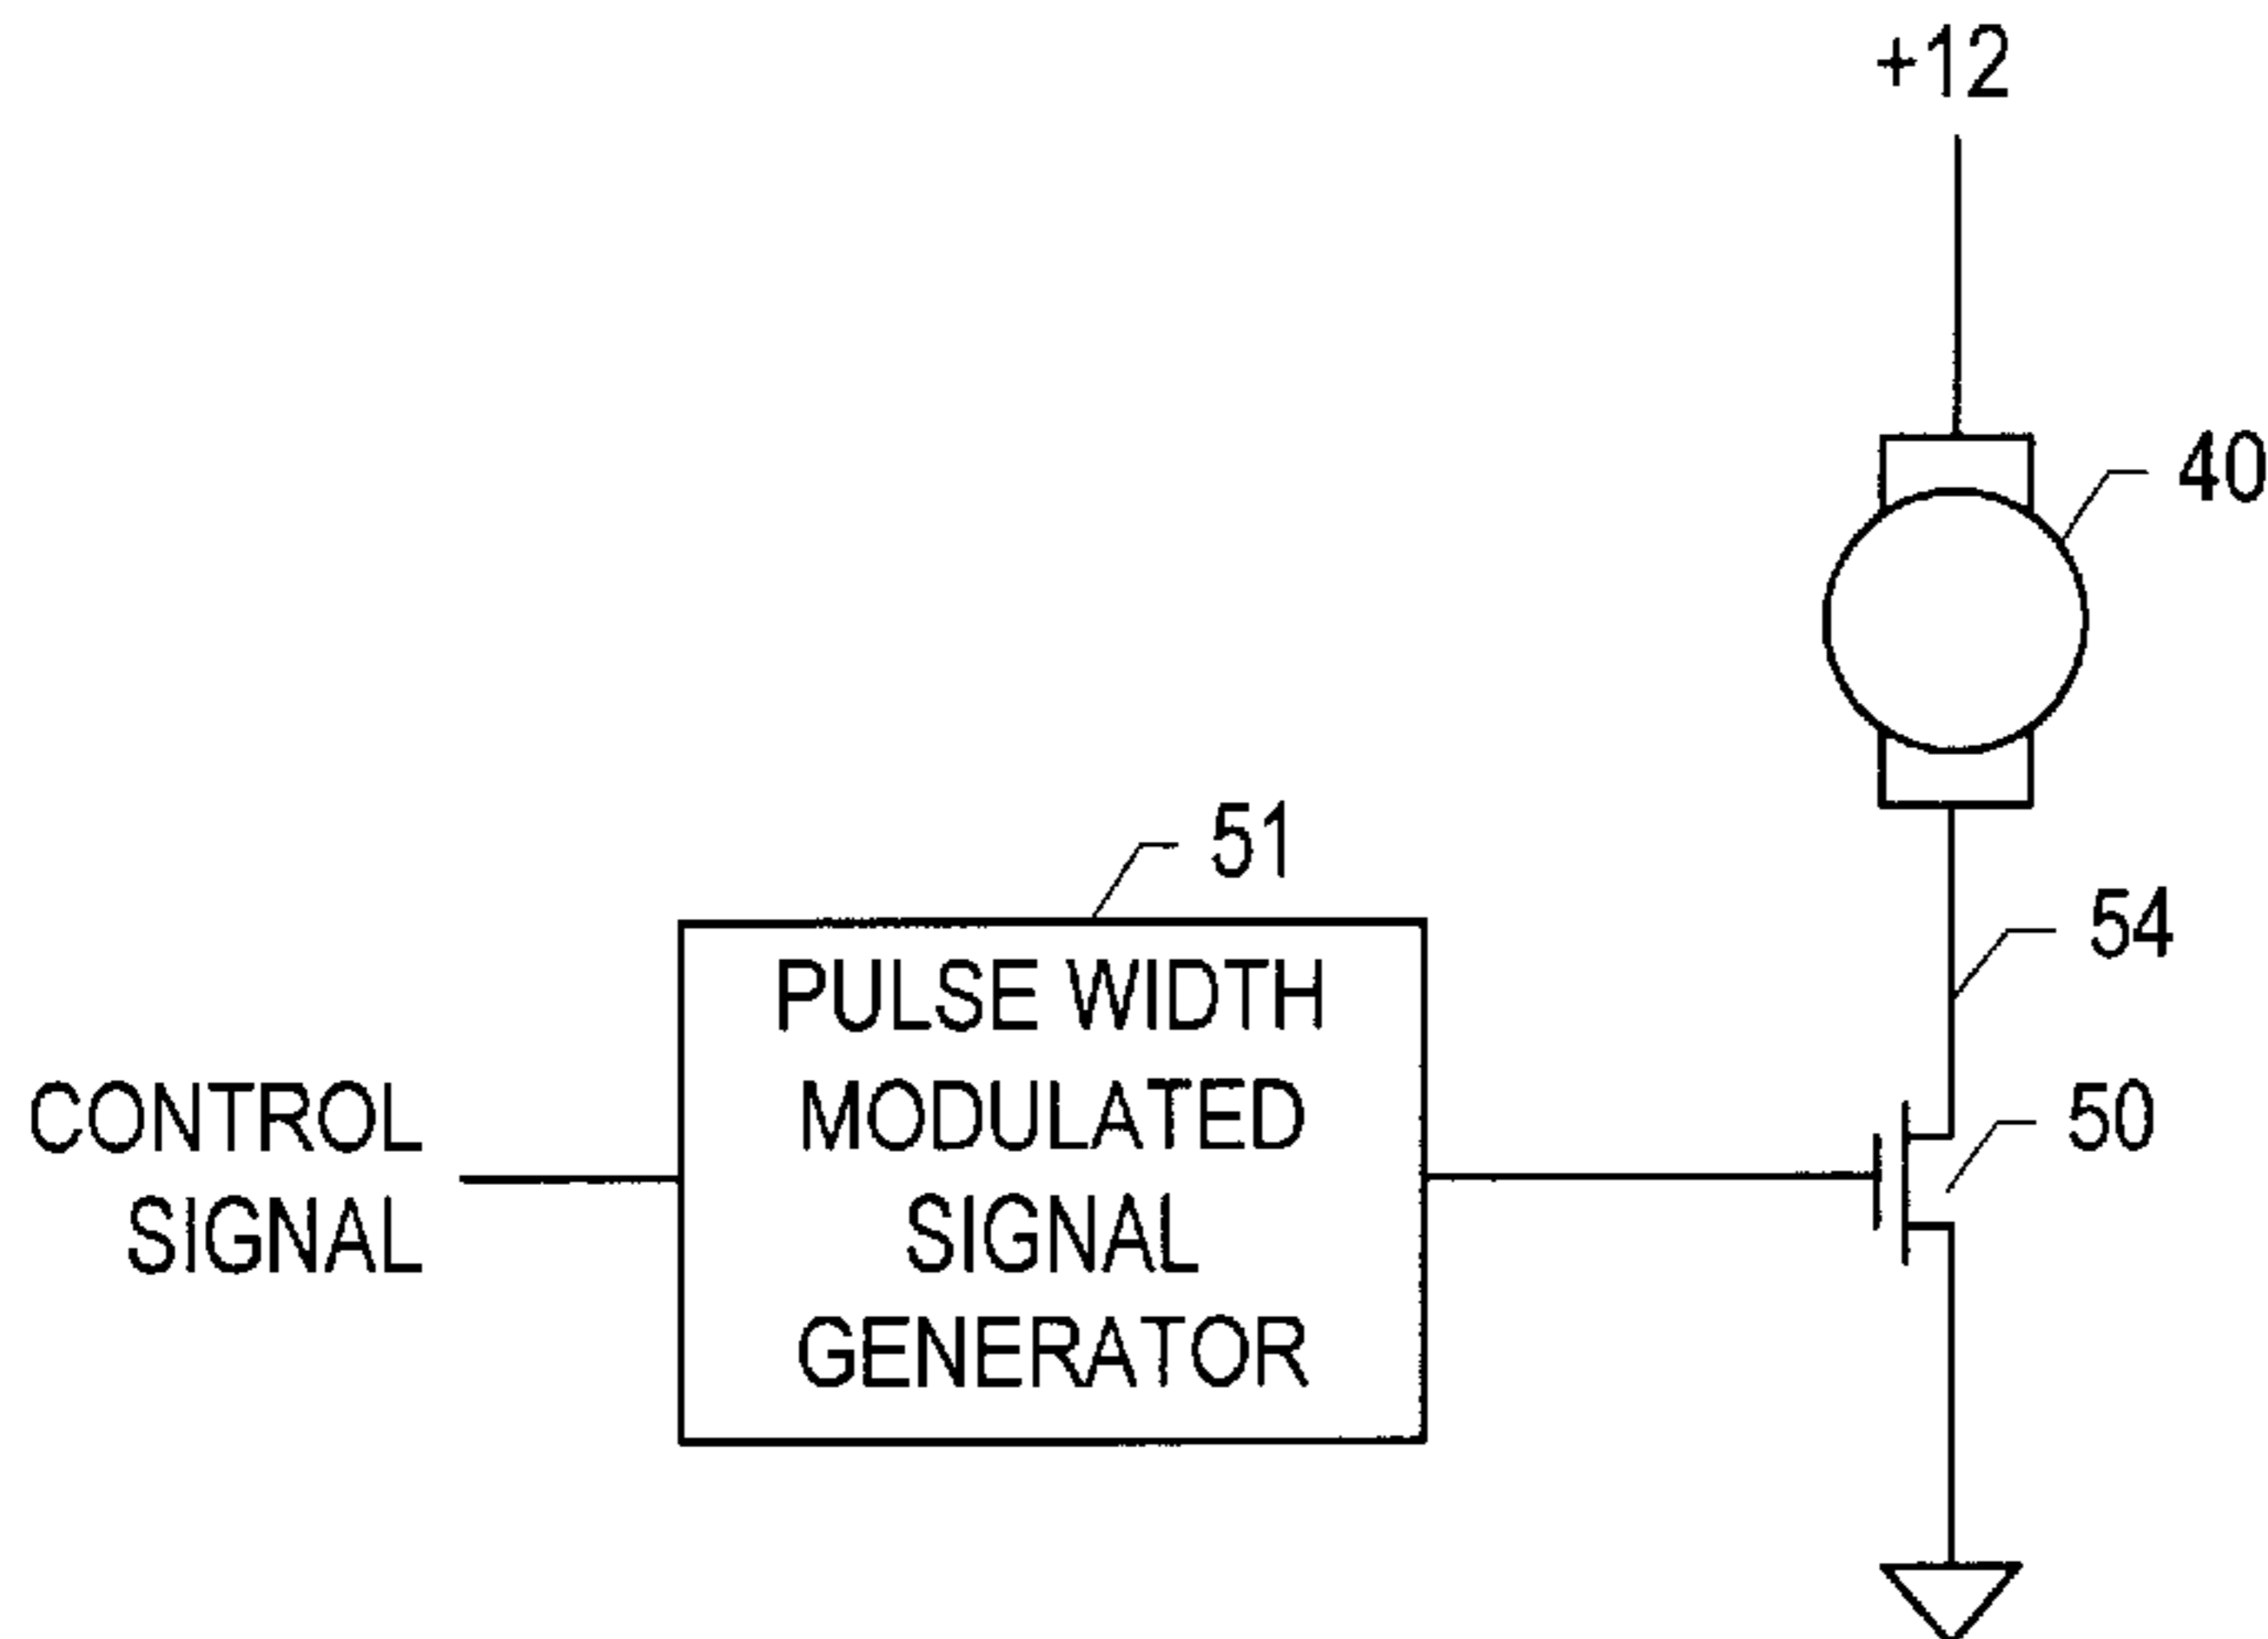 +12
40
51
54
PULSE WIDTH
MODULATED
SIGNAL
GENERATOR
CONTROL
SIGNAL
50